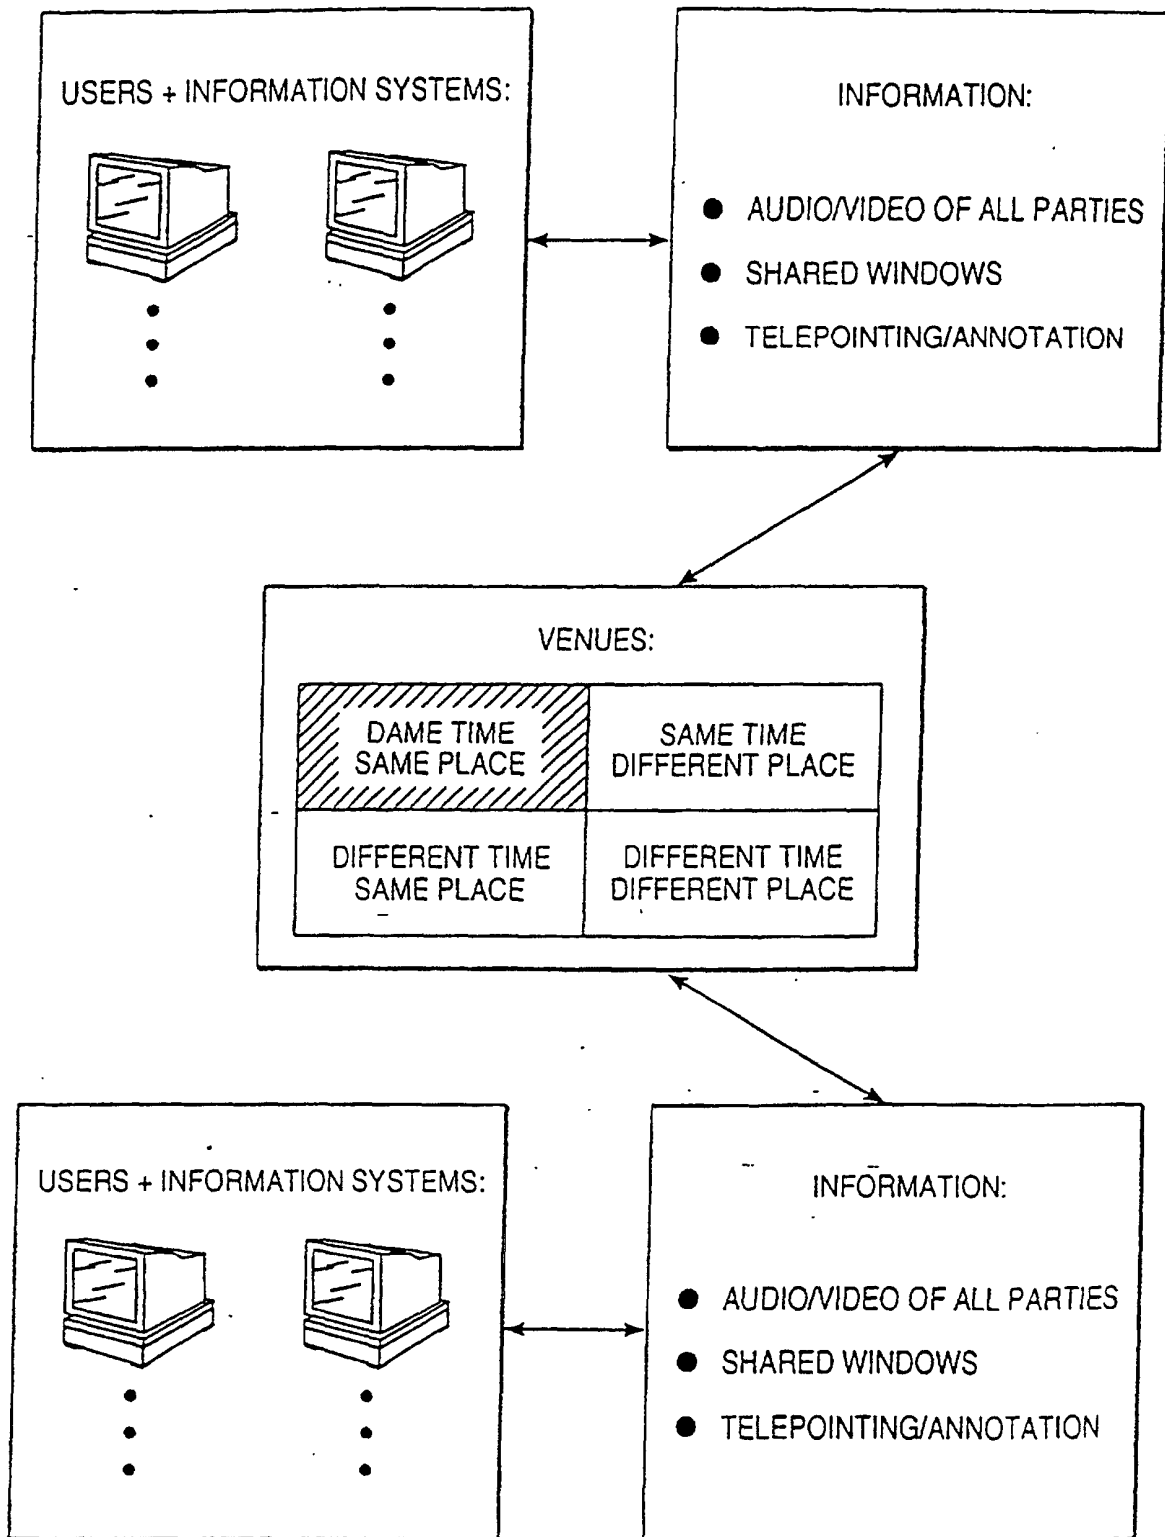 USERS + INFORMATION SYSTEMS:
INFORMATION:
● AUDIO/VIDEO OF ALL PARTIES
● SHARED WINDOWS
● TELEPOINTING/ANNOTATION
VENUES:
DAME TIME
SAME PLACE
SAME TIME
DIFFERENT PLACE
DIFFERENT TIME
SAME PLACE
DIFFERENT TIME
DIFFERENT PLACE
USERS + INFORMATION SYSTEMS:
INFORMATION:
● AUDIO/VIDEO OF ALL PARTIES
● SHARED WINDOWS
● TELEPOINTING/ANNOTATION